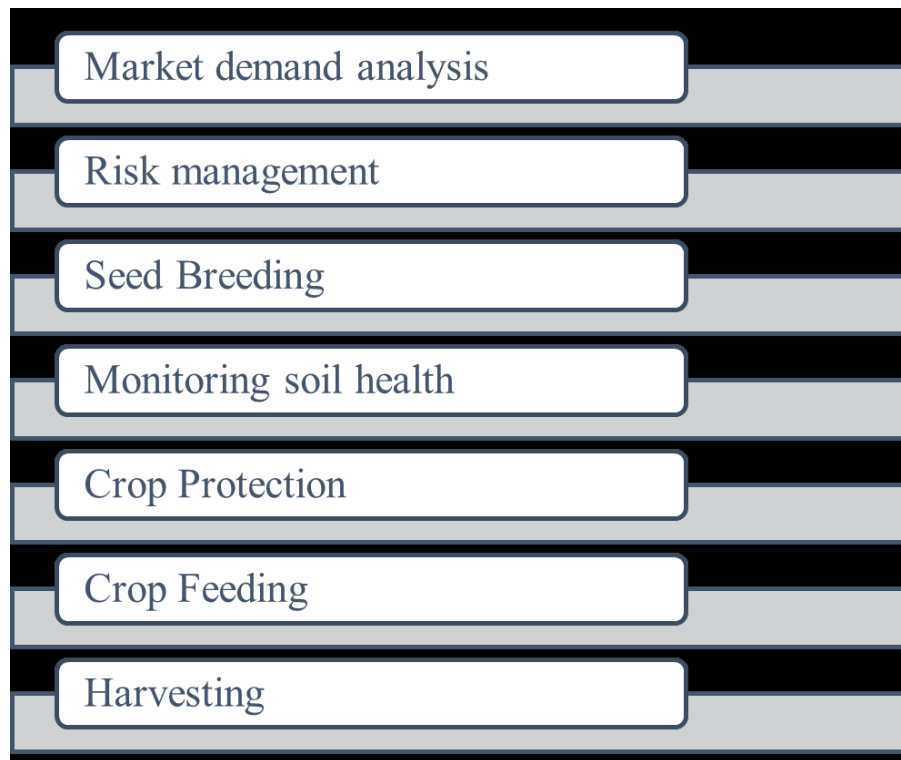 Market demand analysis
Risk management
Seed Breeding
Monitoring soil health
Crop Protection
Crop Feeding
Harvesting